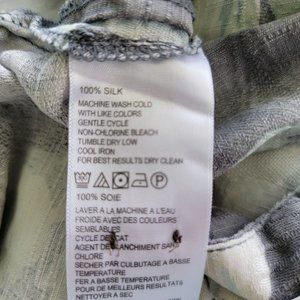 100% SILK
MACHINE WASH COLD
WITH LIKE COLORS
GENTLE CYCLE
NON-CHLORINE BLEACH
TUMBLE DRY LOW
COOL IRON
FOR BEST RESULTS DRY CLEAN
100% SOIE
LAVER A LA MACHINE A L'EAU
FROIDE AVEC DES COULEURS
SEMBLABLES
CYCLE
AGENT DE BLANCHIMENT SANS
CHLORE
SECHER PAR CULBUTAGE A BASSE
TEMPERATURE
FER A BASSE TEMPERATURE
POUR DE MEILLEURS RESULTATS
NETTOYER A SEC